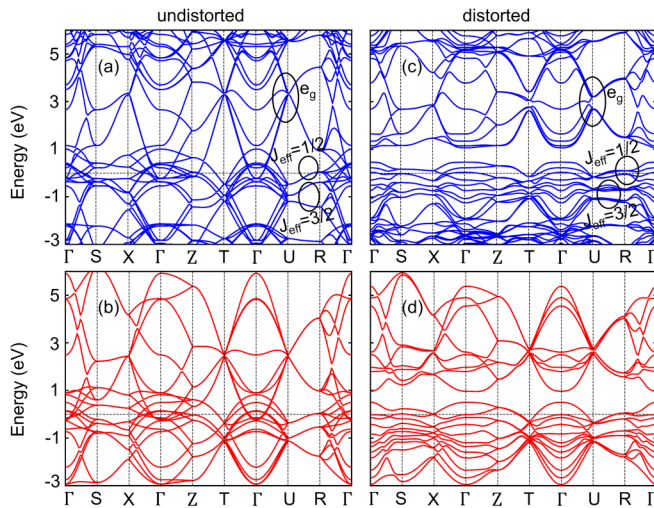 undistorted
distorted
Energy (eV)
5
3
1
-1
-3
(a)
e_g
J_eff=1/2
J_eff=3/2
Γ S X Γ Z T Γ U R Γ
(c)
e_g
J_eff=1/2
J_eff=3/2
Γ S X Γ Z T Γ U R Γ
Energy (eV)
5
3
1
-1
-3
(b)
Γ S X Γ Z T Γ U R Γ
(d)
Γ S X Γ Z T Γ U R Γ